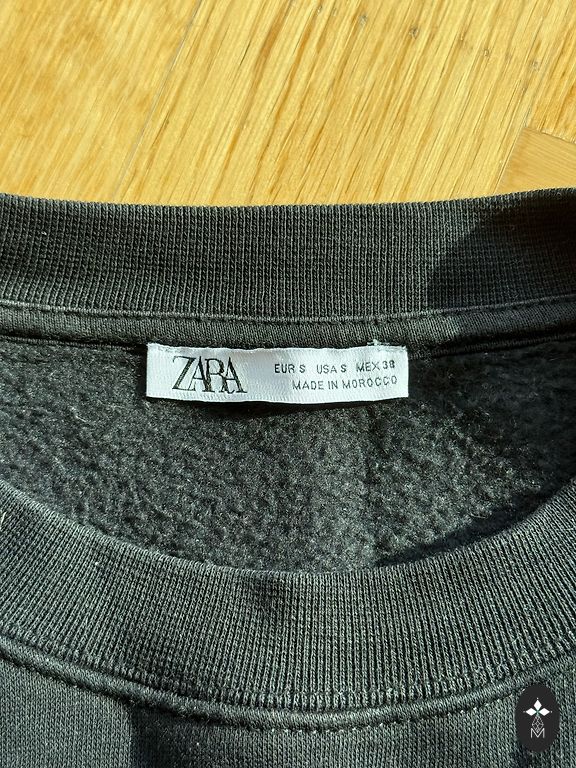 ZARA
EUR S USA S MEX 38
MADE IN MOROCCO
M